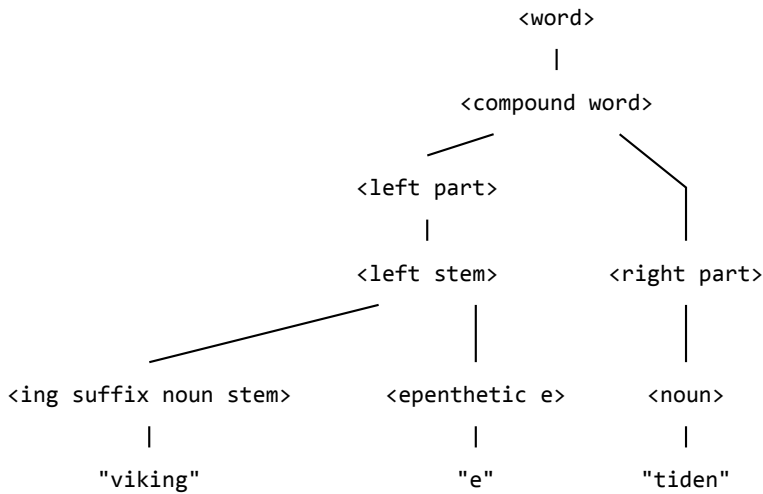 <word>
|
<compound word>
<left part>
|
<left stem> <right part>
<ing suffix noun stem> <epenthetic e> <noun>
| | |
"viking" "e" "tiden"